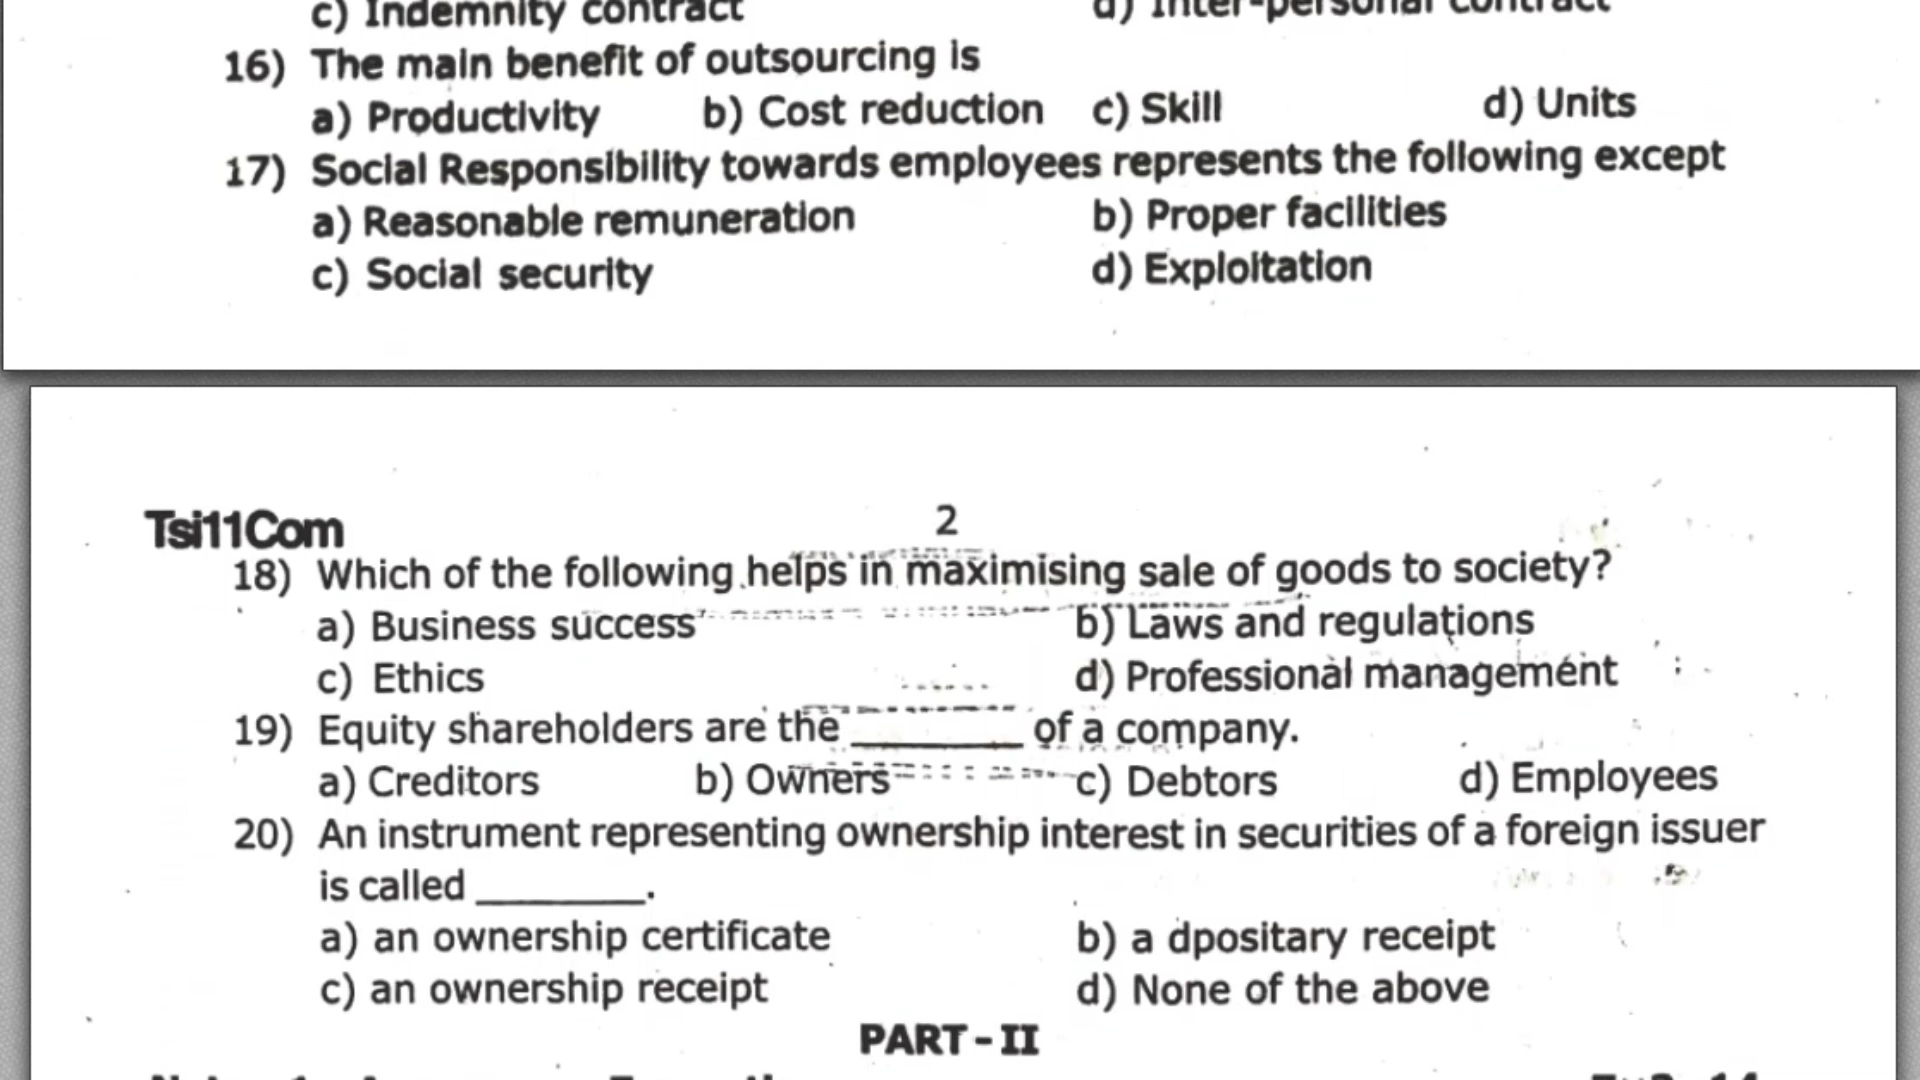 c) Indemnity contract d) Inter-personal contract
16) The main benefit of outsourcing is
a) Productivity b) Cost reduction c) Skill d) Units
17) Social Responsibility towards employees represents the following except
a) Reasonable remuneration b) Proper facilities
c) Social security d) Exploitation
Tsi11Com 2
18) Which of the following helps in maximising sale of goods to society?
a) Business success b) Laws and regulations
c) Ethics d) Professional management
19) Equity shareholders are the ________ of a company.
a) Creditors b) Owners c) Debtors d) Employees
20) An instrument representing ownership interest in securities of a foreign issuer
is called ________.
a) an ownership certificate b) a dpositary receipt
c) an ownership receipt d) None of the above
PART - II